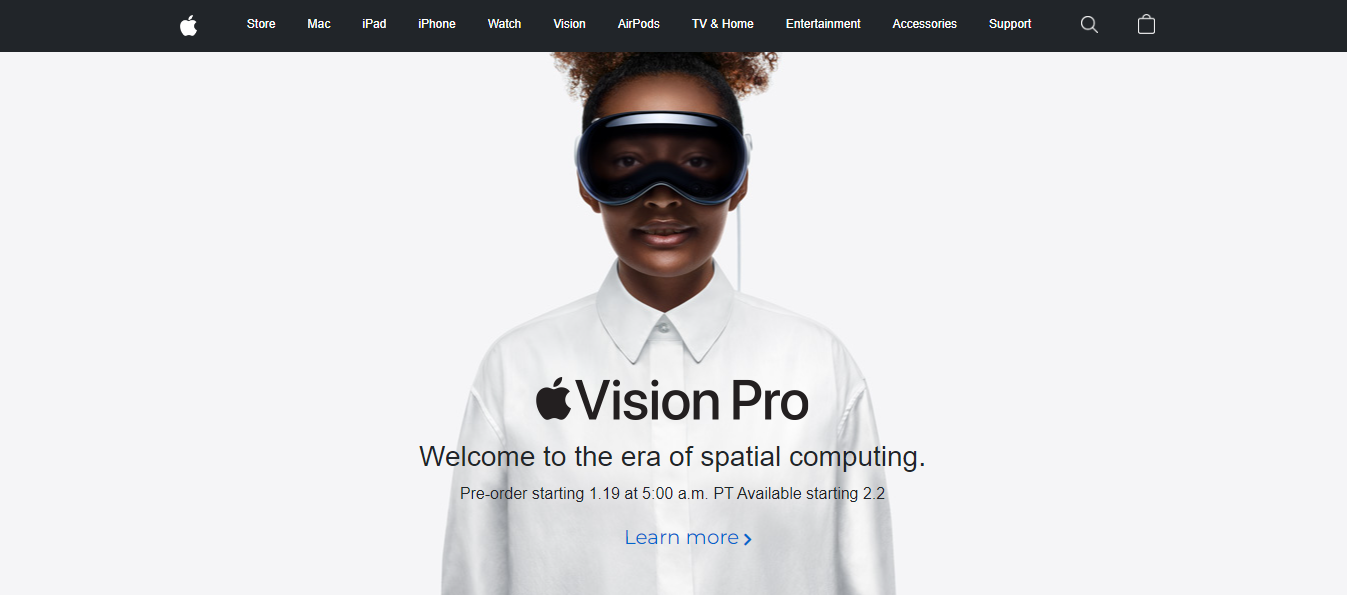 Store Mac iPad iPhone Watch Vision AirPods TV & Home Entertainment Accessories Support
Vision Pro
Welcome to the era of spatial computing.
Pre-order starting 1.19 at 5:00 a.m. PT Available starting 2.2
Learn more